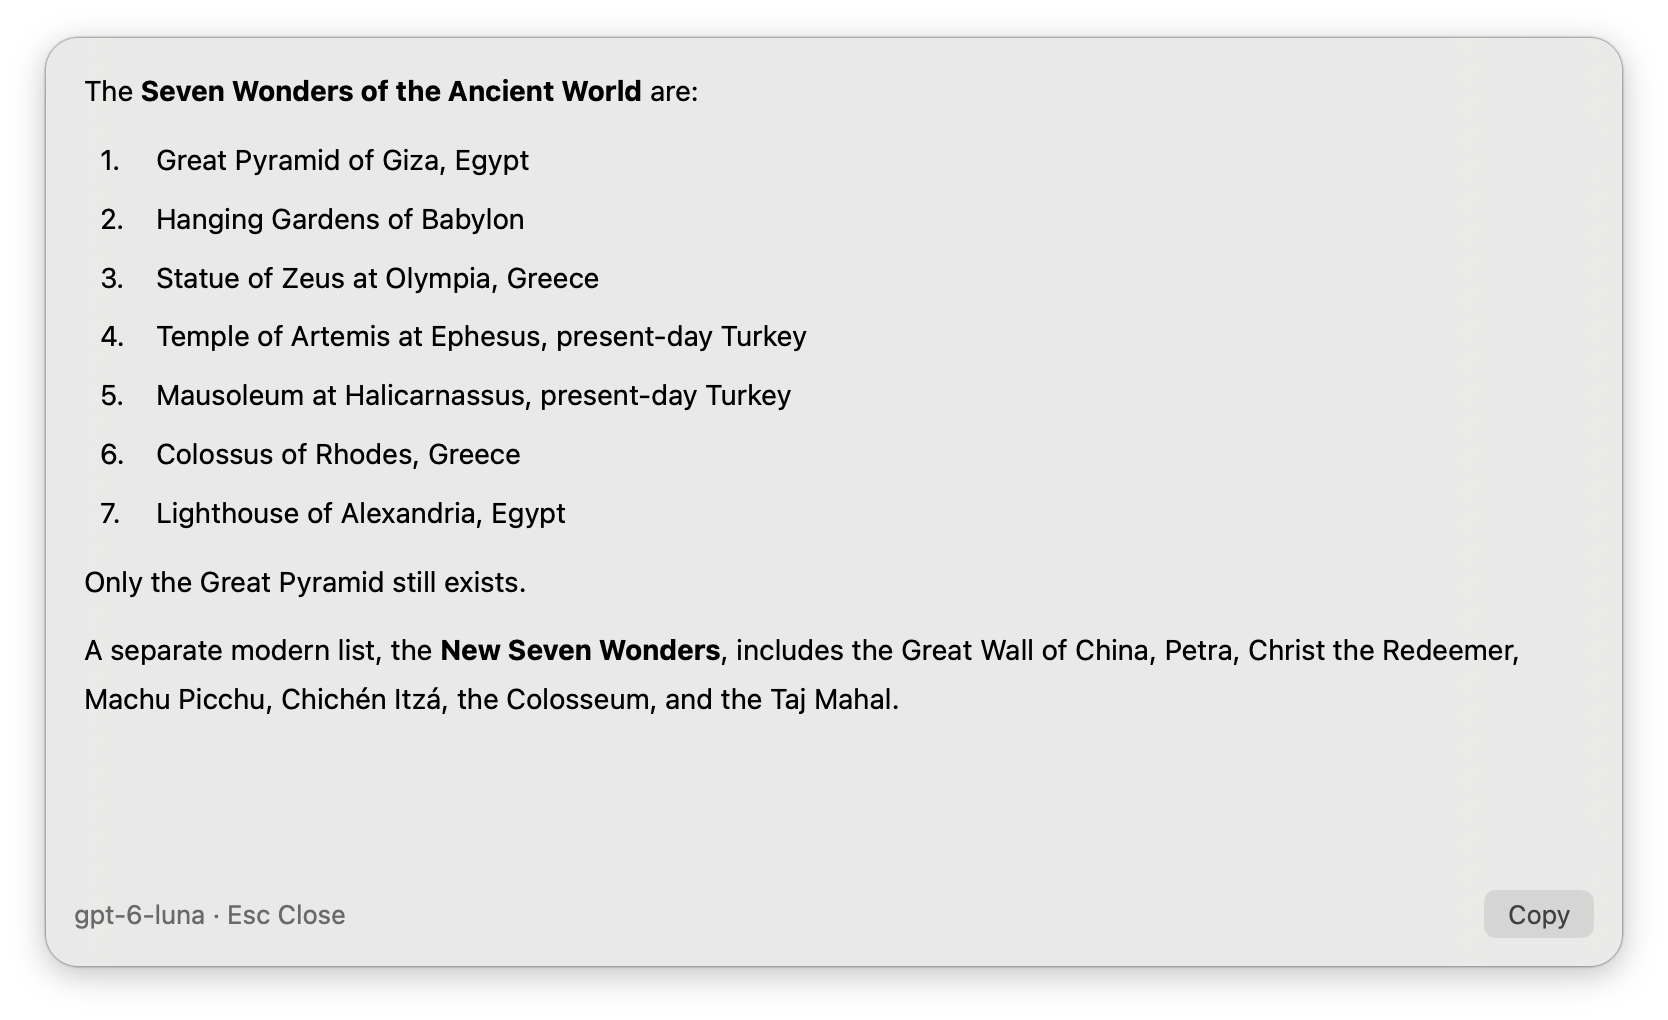 The Seven Wonders of the Ancient World are:
1. Great Pyramid of Giza, Egypt
2. Hanging Gardens of Babylon
3. Statue of Zeus at Olympia, Greece
4. Temple of Artemis at Ephesus, present-day Turkey
5. Mausoleum at Halicarnassus, present-day Turkey
6. Colossus of Rhodes, Greece
7. Lighthouse of Alexandria, Egypt
Only the Great Pyramid still exists.
A separate modern list, the New Seven Wonders, includes the Great Wall of China, Petra, Christ the Redeemer,
Machu Picchu, Chichén Itzá, the Colosseum, and the Taj Mahal.
gpt-6-luna · Esc Close
Copy